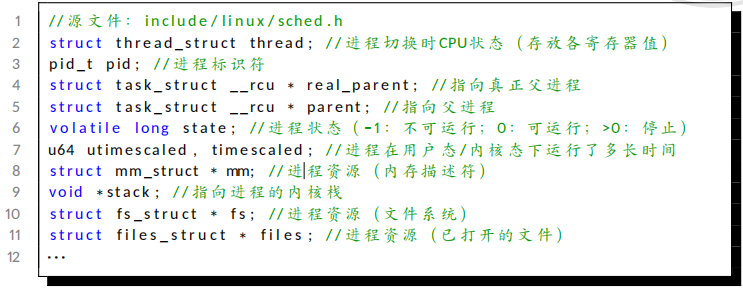 1 //源文件: include/linux/sched.h
2 struct thread_struct thread; //进程切换时CPU状态（存放各寄存器值）
3 pid_t pid; //进程标识符
4 struct task_struct __rcu * real_parent; //指向真正父进程
5 struct task_struct __rcu * parent; //指向父进程
6 volatile long state; //进程状态（-1: 不可运行; 0: 可运行; >0: 停止）
7 u64 utimescaled, timescaled; //进程在用户态/内核态下运行了多长时间
8 struct mm_struct * mm; //进程资源（内存描述符）
9 void *stack; //指向进程的内核栈
10 struct fs_struct * fs; //进程资源（文件系统）
11 struct files_struct * files; //进程资源（已打开的文件）
12 ...